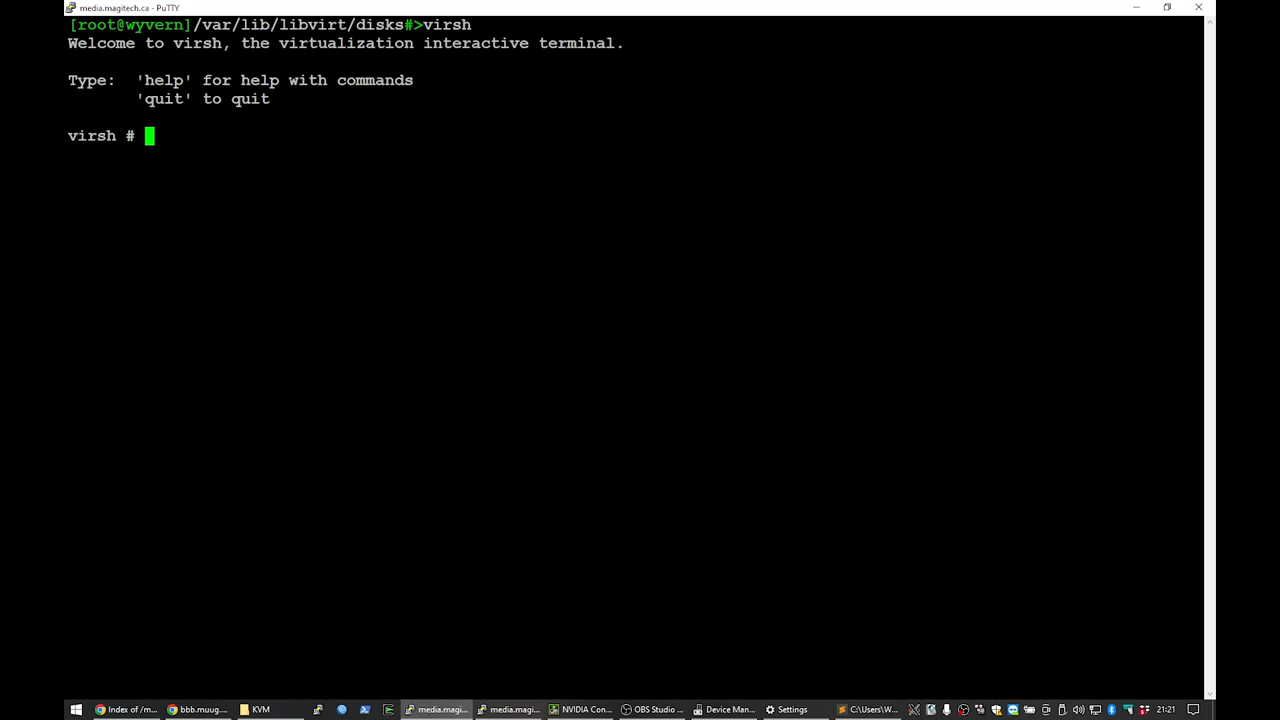 media.magitech.ca - PuTTY
[root@wyvern]/var/lib/libvirt/disks#>virsh
Welcome to virsh, the virtualization interactive terminal.
Type:  'help' for help with commands
'quit' to quit
virsh #
Index of /m... bbb.muug.... KVM media.magi... media.magi... NVIDIA Con... OBS Studio ... Device Man... Settings C:\Users\W... 21:21